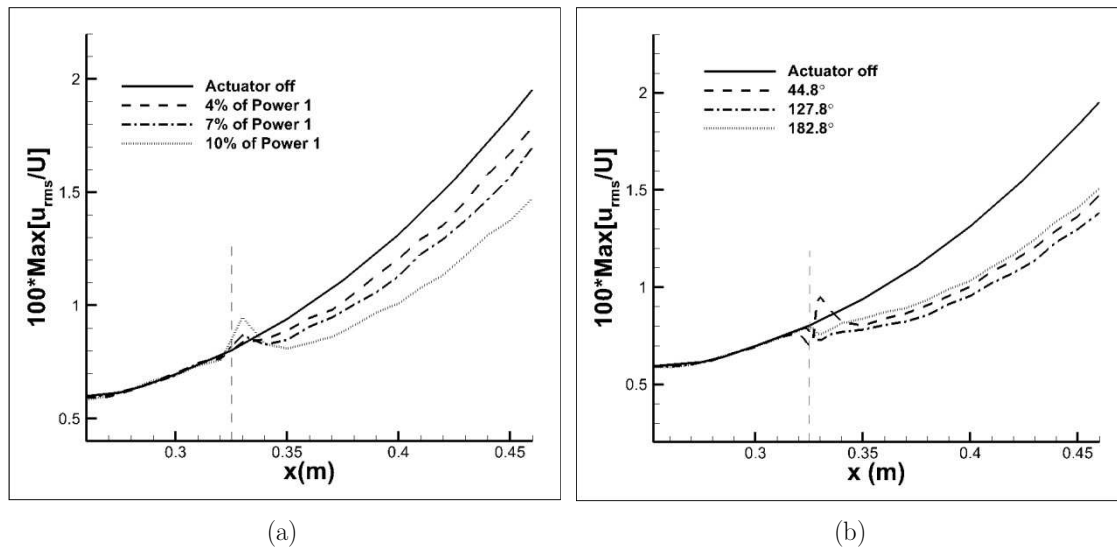 2
1.5
1
0.5
100*Max[u_rms/U]
Actuator off
4% of Power 1
7% of Power 1
10% of Power 1
0.3
0.35
0.4
0.45
x(m)
(a)
2
1.5
1
0.5
100*Max[u_rms/U]
Actuator off
44.8°
127.8°
182.8°
0.3
0.35
0.4
0.45
x (m)
(b)